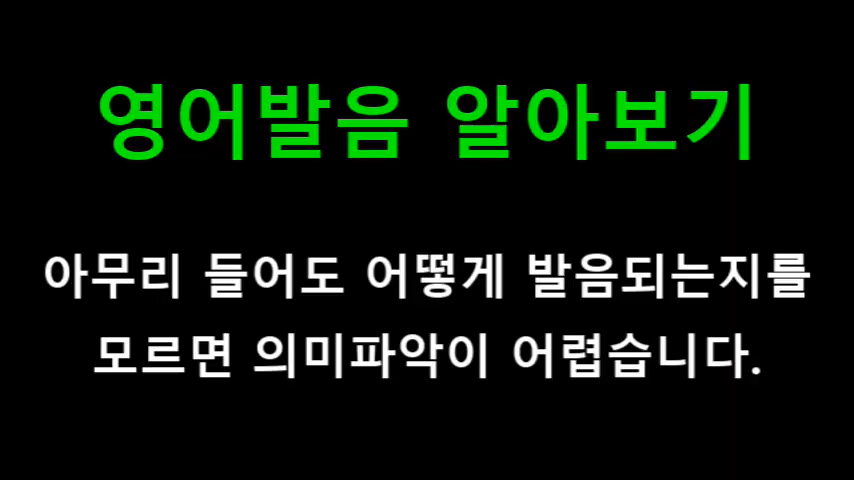 영어발음 알아보기
아무리 들어도 어떻게 발음되는지를
모르면 의미파악이 어렵습니다.